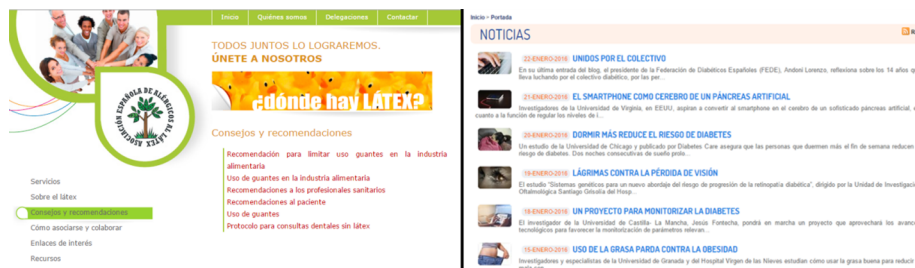 Inicio Quiénes somos Delegaciones Contactar
TODOS JUNTOS LO LOGRAREMOS.
ÚNETE A NOSOTROS
¿dónde hay LÁTEX?
ASOCIACIÓN ESPAÑOLA DE ALÉRGICOS AL LÁTEX
Consejos y recomendaciones
Recomendación para limitar uso guantes en la industria
alimentaria
Uso de guantes en la industria alimentaria
Recomendaciones a los profesionales sanitarios
Recomendaciones al paciente
Uso de guantes
Protocolo para consultas dentales sin látex
Servicios
Sobre el látex
Consejos y recomendaciones
Cómo asociarse y colaborar
Enlaces de interés
Recursos
Inicio > Portada
NOTICIAS
22-ENERO-2016 UNIDOS POR EL COLECTIVO
En su última entrada del blog, el presidente de la Federación de Diabéticos Españoles (FEDE), Andoni Lorenzo, reflexiona sobre los 14 años
lleva luchando por el colectivo diabético, por las per...
21-ENERO-2016 EL SMARTPHONE COMO CEREBRO DE UN PÁNCREAS ARTIFICIAL
Investigadores de la Universidad de Virginia, en EEUU, aspiran a convertir al smartphone en el cerebro de un sofisticado páncreas artificial,
cuanto a la función de regular los niveles de i...
20-ENERO-2016 DORMIR MÁS REDUCE EL RIESGO DE DIABETES
Un estudio de la Universidad de Chicago y publicado por Diabetes Care asegura que las personas que duermen más el fin de semana reducen
riesgo de diabetes. Dos noches consecutivas de sueño prolo...
19-ENERO-2016 LÁGRIMAS CONTRA LA PÉRDIDA DE VISIÓN
El estudio "Sistemas genéticos para un nuevo abordaje del riesgo de progresión de la retinopatía diabética", dirigido por la Unidad de
Oftalmológica Santiago Grisolía del Hosp...
18-ENERO-2016 UN PROYECTO PARA MONITORIZAR LA DIABETES
El investigador de la Universidad de Castilla- La Mancha, Jesús Fontecha, pondrá en marcha un proyecto que aprovechará los
tecnológicos para favorecer la monitorización de parámetros relevan...
15-ENERO-2016 USO DE LA GRASA PARDA CONTRA LA OBESIDAD
Investigadores y especialistas de la Universidad de Granada y del Hospital Virgen de las Nieves estudian cómo usar la grasa buena para reducir